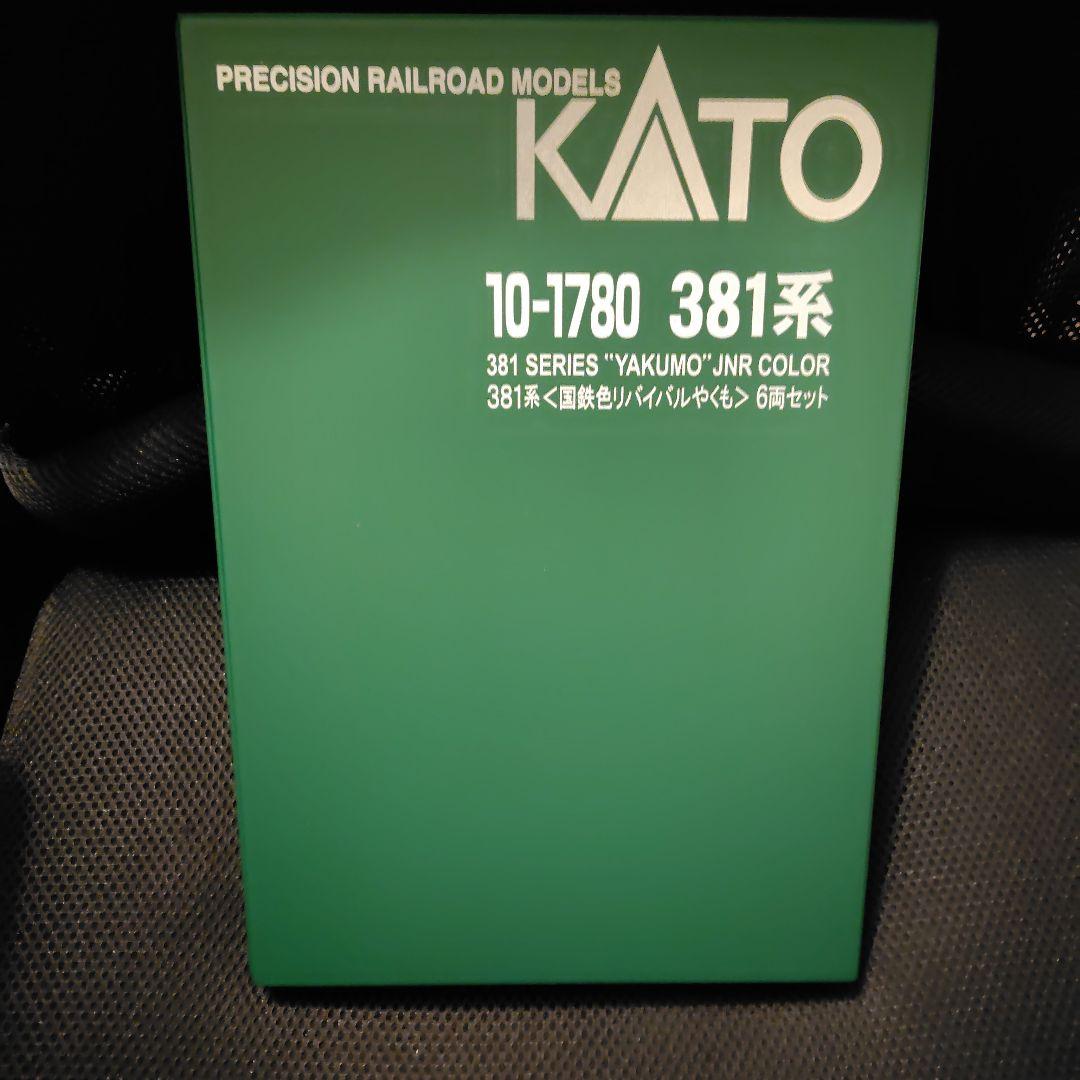 PRECISION RAILROAD MODELS
KATO
10-1780 381系
381 SERIES "YAKUMO" JNR COLOR
381系<国鉄色リバイバルやくも> 6両セット